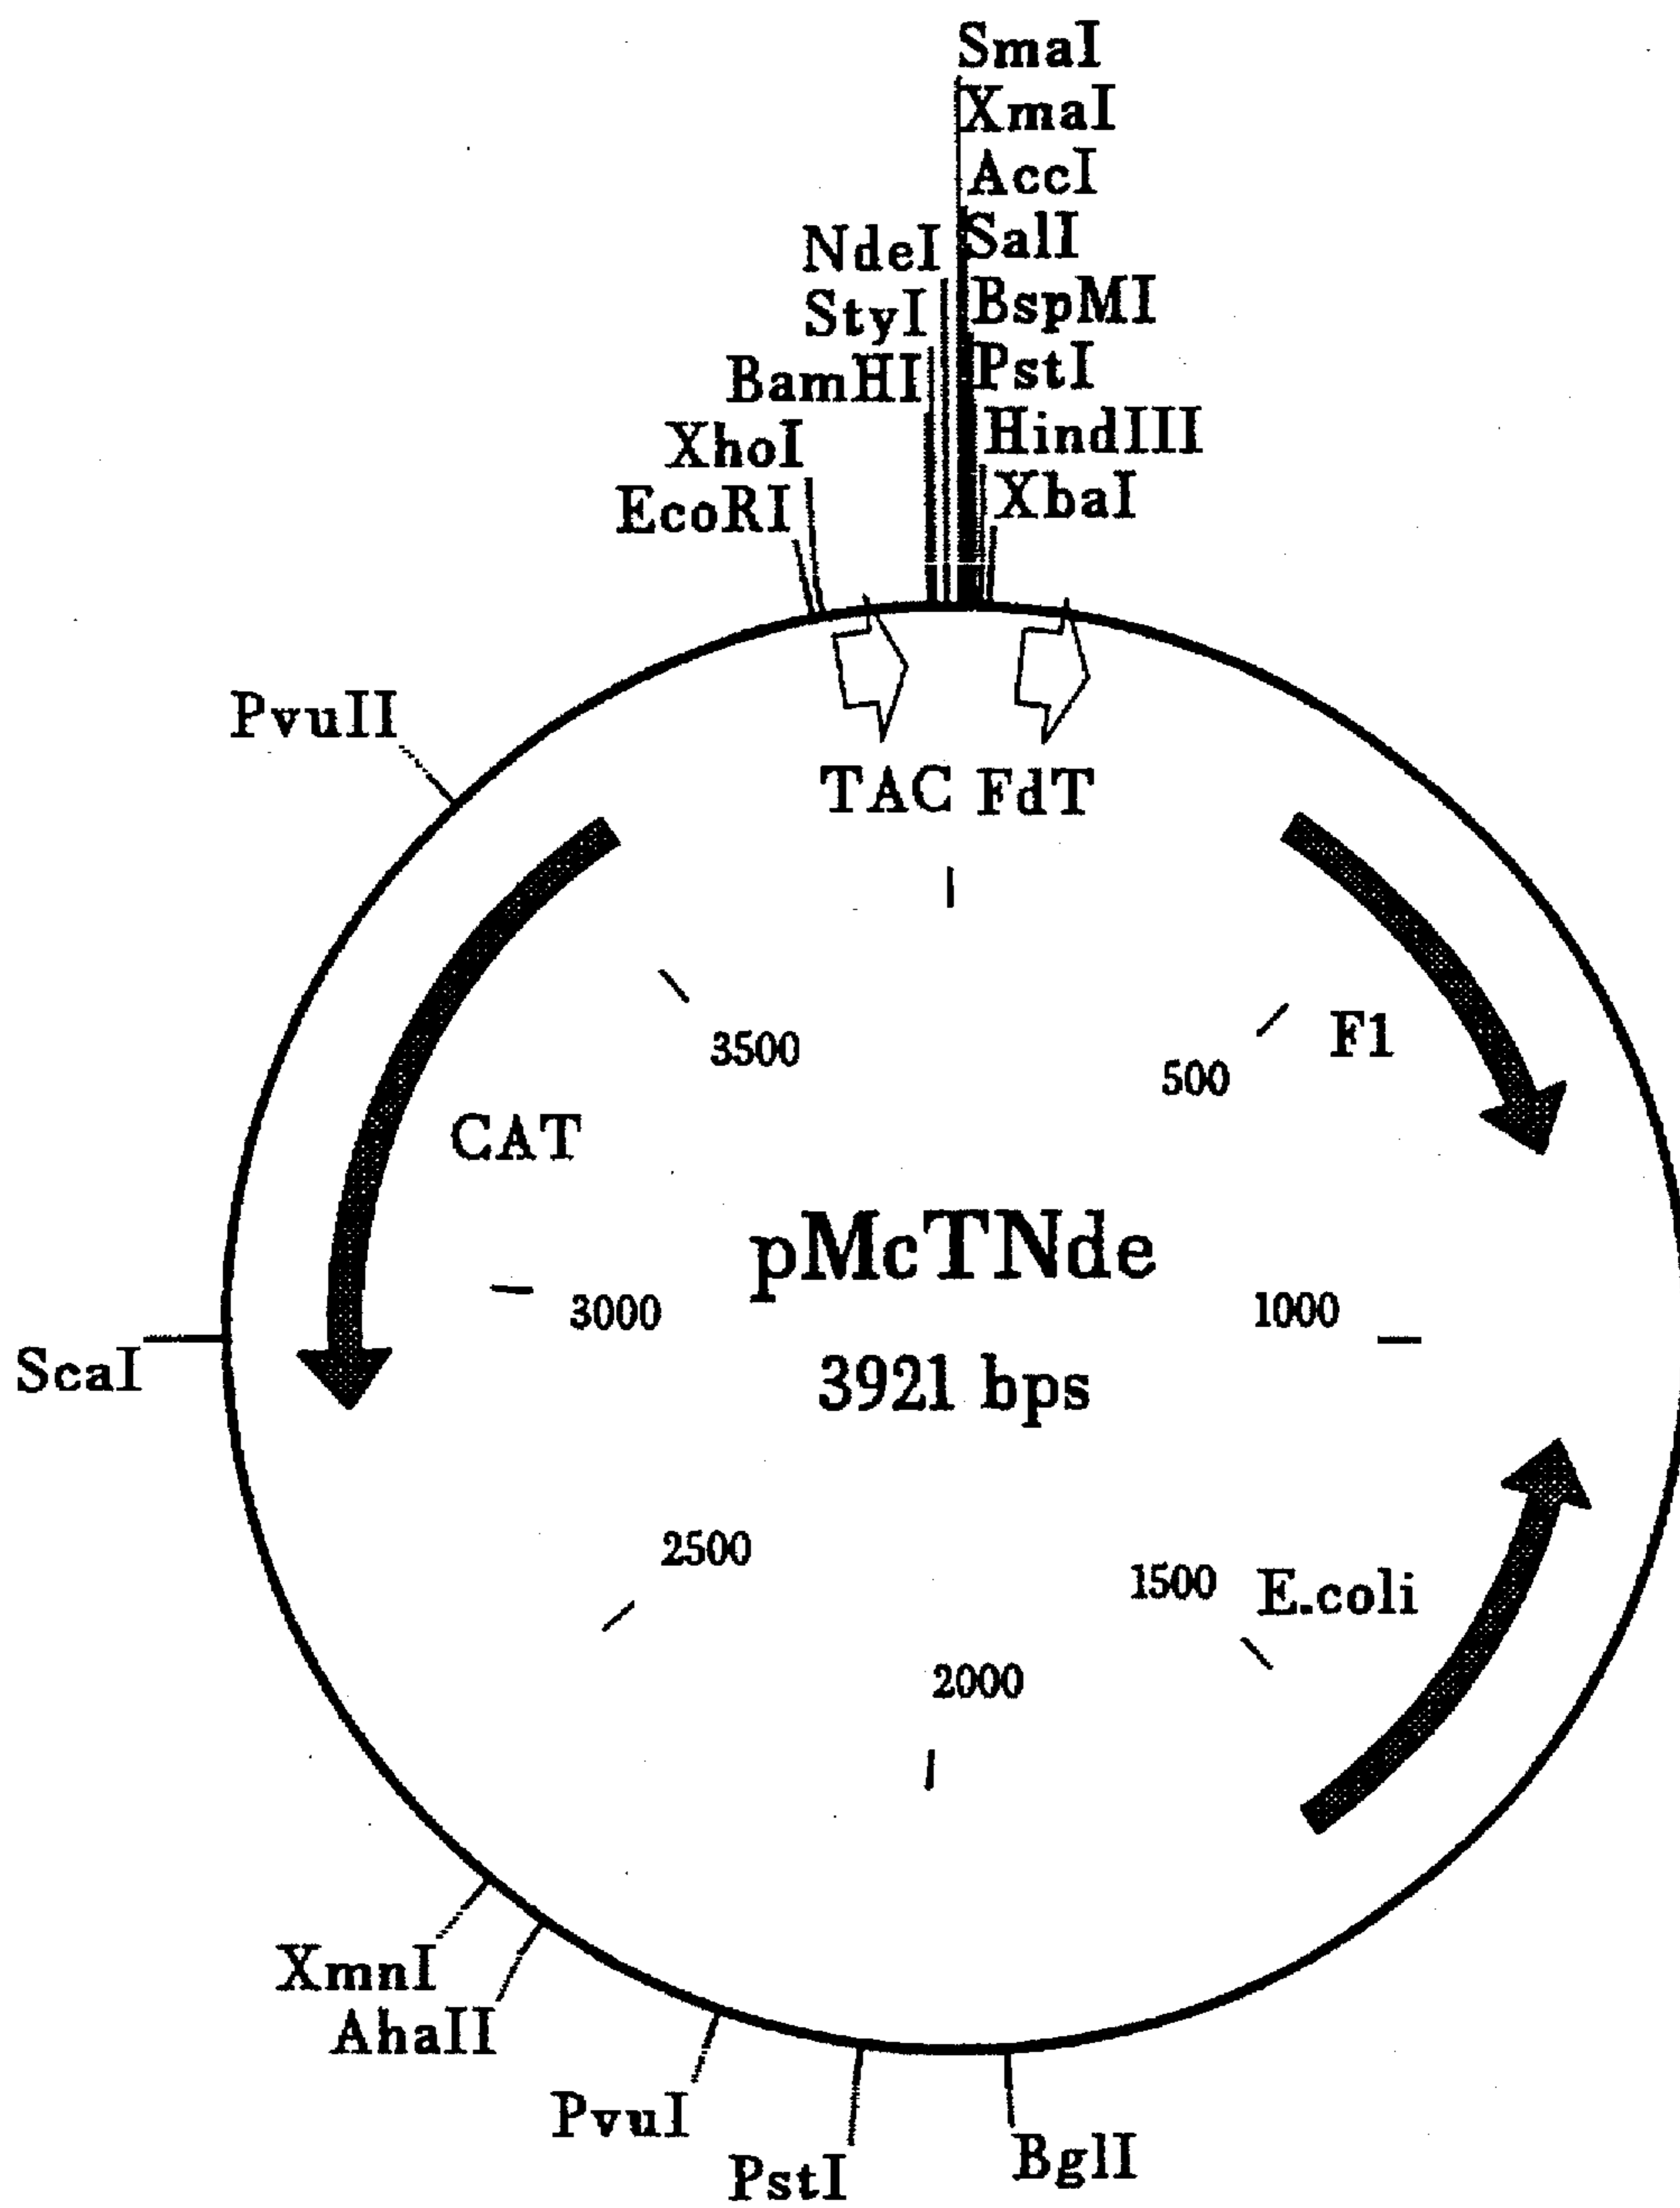 SmaI
XmaI
AccI
NdeI
SalI
StyI
BspMI
BamHI
PstI
XhoI
HindIII
EcoRI
XbaI
PvuII
TAC FdT
3500
500
F1
CAT
pMcTNde
3000
1000
ScaI
3921 bps
2500
1500
E.coli
2000
XmnI
AhaII
PvuI
PstI
BglI